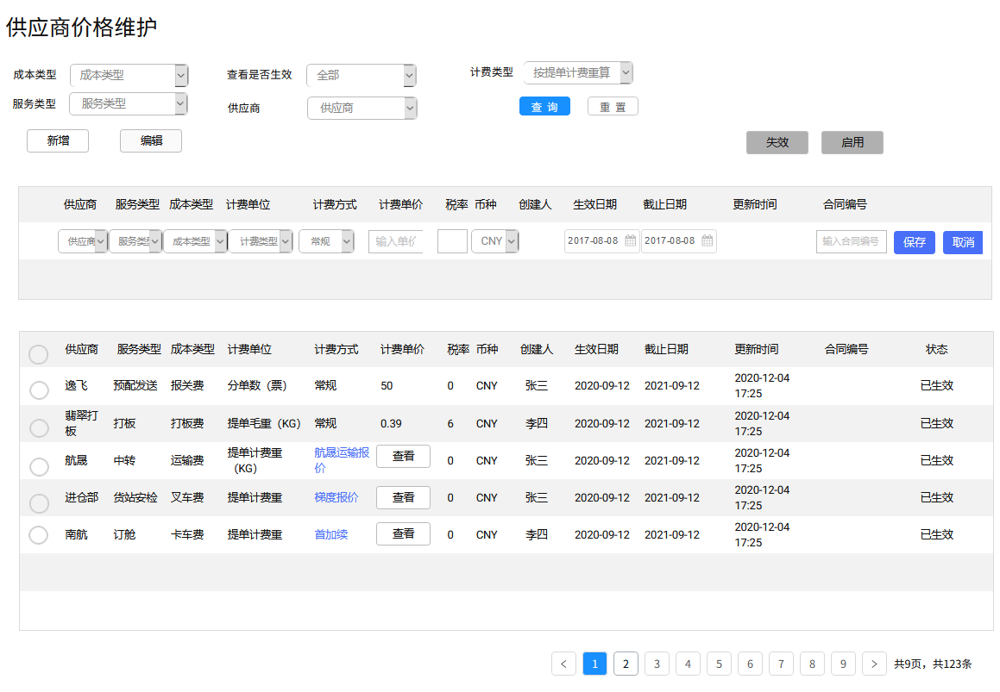 供应商价格维护
成本类型 成本类型 查看是否生效 全部 计费类型 按提单计费重算
服务类型 服务类型 供应商 供应商 查 询 重 置
新增 编辑 失效 启用
供应商 服务类型 成本类型 计费单位 计费方式 计费单价 税率 币种 创建人 生效日期 截止日期 更新时间 合同编号
供应商 服务类型 成本类型 计费类型 常规 输入单价 CNY 2017-08-08 2017-08-08 输入合同编号 保存 取消
供应商 服务类型 成本类型 计费单位 计费方式 计费单价 税率 币种 创建人 生效日期 截止日期 更新时间 合同编号 状态
逸飞 预配发送 报关费 分单数（票） 常规 50 0 CNY 张三 2020-09-12 2021-09-12 2020-12-04
17:25 已生效
翡翠打
板 打板 打板费 提单毛重（KG） 常规 0.39 6 CNY 李四 2020-09-12 2021-09-12 2020-12-04
17:25 已生效
航晟 中转 运输费 提单计费重
（KG） 航晟运输报
价 查看 0 CNY 张三 2020-09-12 2021-09-12 2020-12-04
17:25 已生效
进仓部 货站安检 叉车费 提单计费重 梯度报价 查看 0 CNY 张三 2020-09-12 2021-09-12 2020-12-04
17:25 已生效
南航 订舱 卡车费 提单计费重 首加续 查看 0 CNY 李四 2020-09-12 2021-09-12 2020-12-04
17:25 已生效
< 1 2 3 4 5 6 7 8 9 > 共9页，共123条